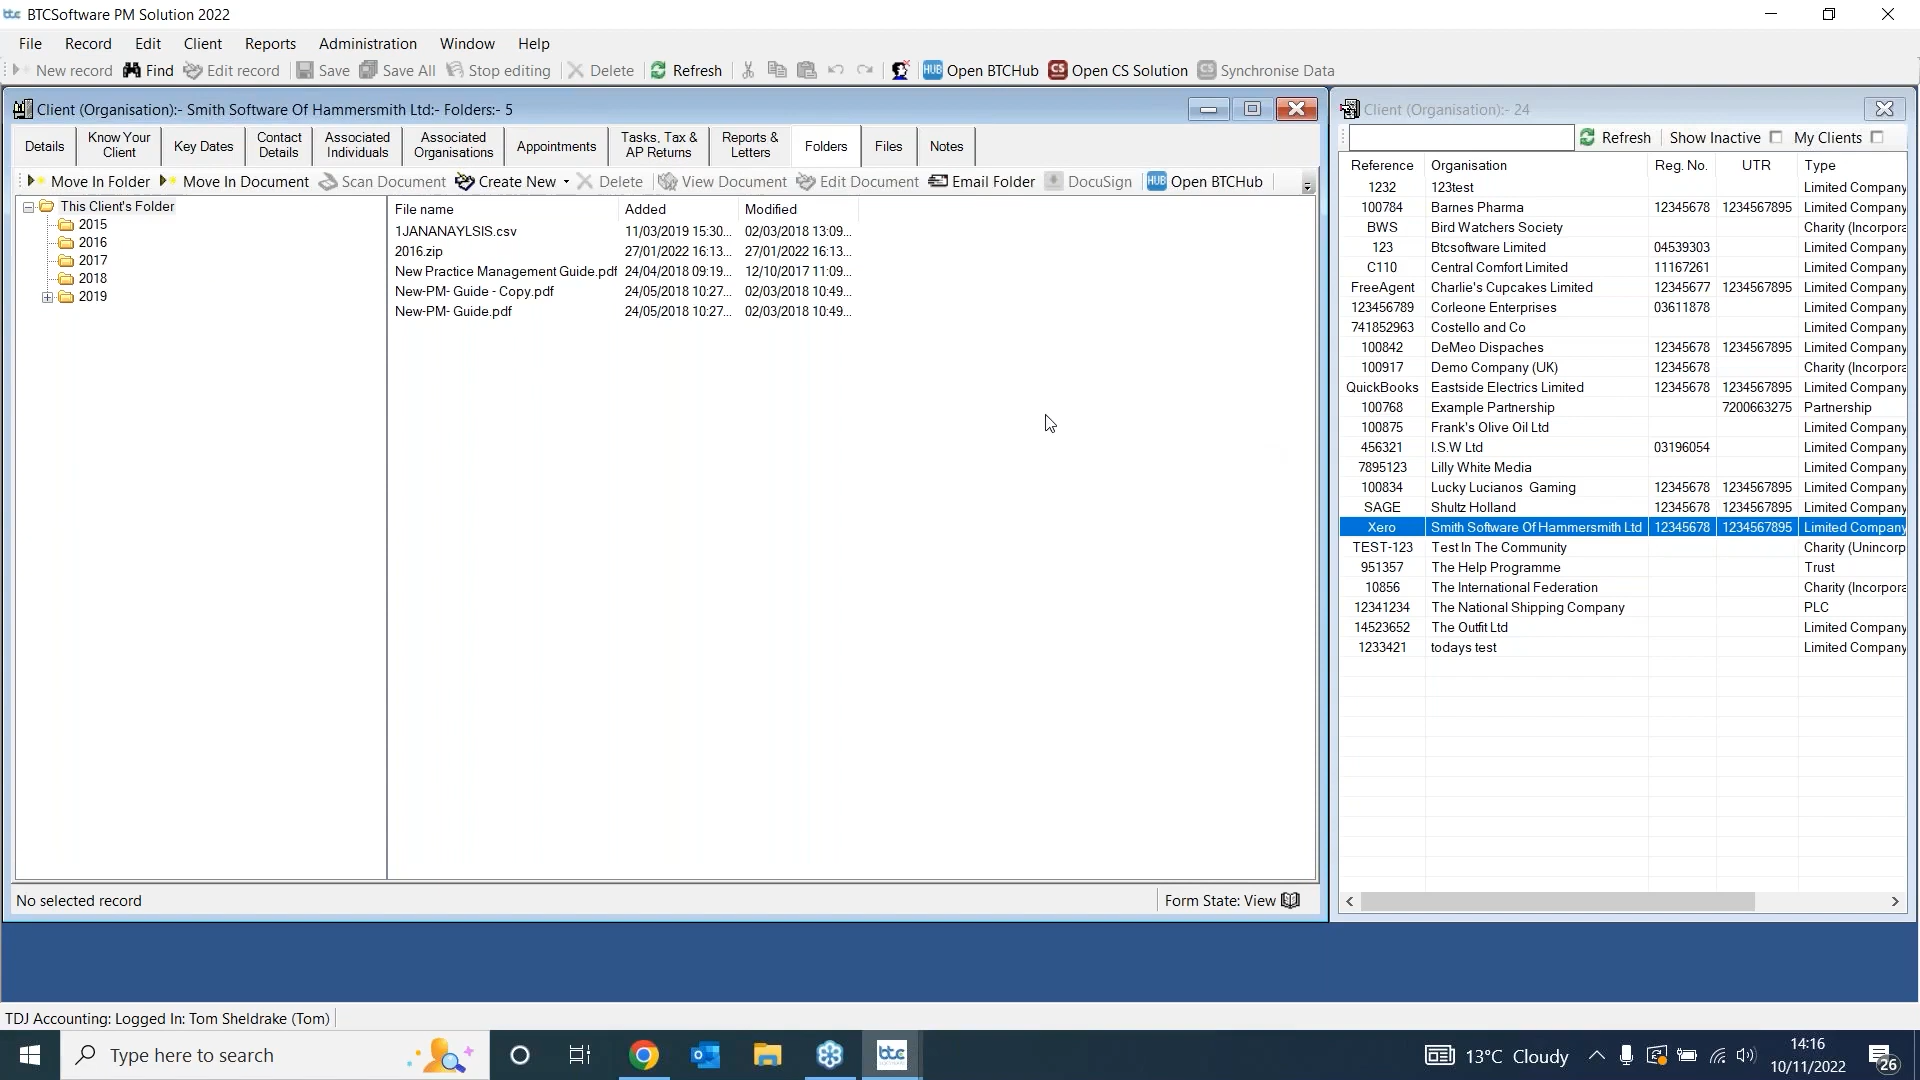 btc BTCSoftware PM Solution 2022
File Record Edit Client Reports Administration Window Help
New record Find Edit record Save Save All Stop editing Delete Refresh HUB Open BTCHub CS Open CS Solution CS Synchronise Data
Client (Organisation):- Smith Software Of Hammersmith Ltd:- Folders:- 5
Details Know Your Client Key Dates Contact Details Associated Individuals Associated Organisations Appointments Tasks, Tax & AP Returns Reports & Letters Folders Files Notes
Move In Folder Move In Document Scan Document Create New Delete View Document Edit Document Email Folder DocuSign HUB Open BTCHub
This Client's Folder
2015
2016
2017
2018
2019
File name Added Modified
1JANANAYLSIS.csv 11/03/2019 15:30... 02/03/2018 13:09...
2016.zip 27/01/2022 16:13... 27/01/2022 16:13...
New Practice Management Guide.pdf 24/04/2018 09:19... 12/10/2017 11:09...
New-PM- Guide - Copy.pdf 24/05/2018 10:27... 02/03/2018 10:49...
New-PM- Guide.pdf 24/05/2018 10:27... 02/03/2018 10:49...
No selected record
Form State: View
Client (Organisation):- 24
Refresh Show Inactive My Clients
Reference Organisation Reg. No. UTR Type
1232 123test Limited Company
100784 Barnes Pharma 12345678 1234567895 Limited Company
BWS Bird Watchers Society Charity (Incorpora
123 Btcsoftware Limited 04539303 Limited Company
C110 Central Comfort Limited 11167261 Limited Company
FreeAgent Charlie's Cupcakes Limited 12345677 1234567895 Limited Company
123456789 Corleone Enterprises 03611878 Limited Company
741852963 Costello and Co Limited Company
100842 DeMeo Dispaches 12345678 1234567895 Limited Company
100917 Demo Company (UK) 12345678 Charity (Incorpora
QuickBooks Eastside Electrics Limited 12345678 1234567895 Limited Company
100768 Example Partnership 7200663275 Partnership
100875 Frank's Olive Oil Ltd Limited Company
456321 I.S.W Ltd 03196054 Limited Company
7895123 Lilly White Media Limited Company
100834 Lucky Lucianos Gaming 12345678 1234567895 Limited Company
SAGE Shultz Holland 12345678 1234567895 Limited Company
Xero Smith Software Of Hammersmith Ltd 12345678 1234567895 Limited Company
TEST-123 Test In The Community Charity (Unincorp
951357 The Help Programme Trust
10856 The International Federation Charity (Incorpora
12341234 The National Shipping Company PLC
14523652 The Outfit Ltd Limited Company
1233421 todays test Limited Company
TDJ Accounting: Logged In: Tom Sheldrake (Tom)
Type here to search
btc
13°C Cloudy
14:16
10/11/2022
26